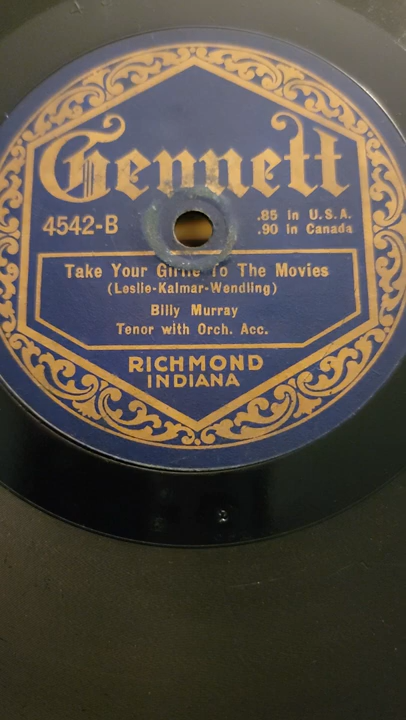 Gennett
4542-B
.85 in U.S.A.
.90 in Canada
Take Your Girlie To The Movies
(Leslie-Kalmar-Wendling)
Billy Murray
Tenor with Orch. Acc.
RICHMOND
INDIANA